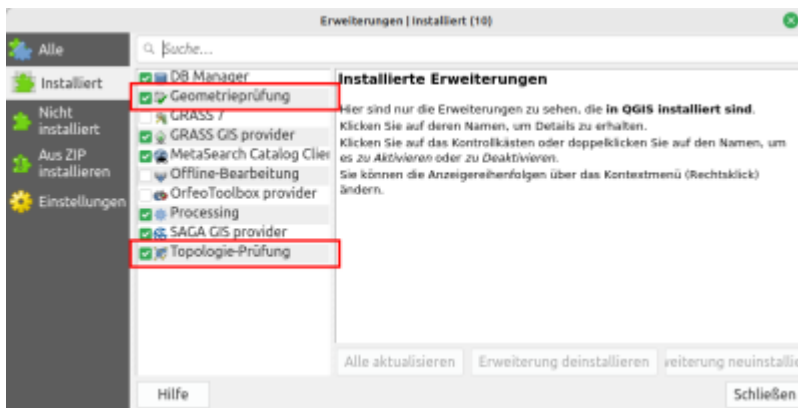 Erweiterungen | Installiert (10)
Alle
Suche...
Installiert
Nicht
installiert
Aus ZIP
installieren
Einstellungen
DB Manager
Geometrieprüfung
GRASS 7
GRASS GIS provider
MetaSearch Catalog Clie
Offline-Bearbeitung
OrfeoToolbox provider
Processing
SAGA GIS provider
Topologie-Prüfung
Installierte Erweiterungen
Hier sind nur die Erweiterungen zu sehen, die in QGIS installiert sind.
Klicken Sie auf deren Namen, um Details zu erhalten.
Klicken Sie auf das Kontrollkästen oder doppelklicken Sie auf den Namen, um
es zu Aktivieren oder zu Deaktivieren.
Sie können die Anzeigereihenfolgen über das Kontextmenü (Rechtsklick)
ändern.
Alle aktualisieren
Erweiterung deinstallieren
veiterung neuinstallie
Hilfe
Schließen